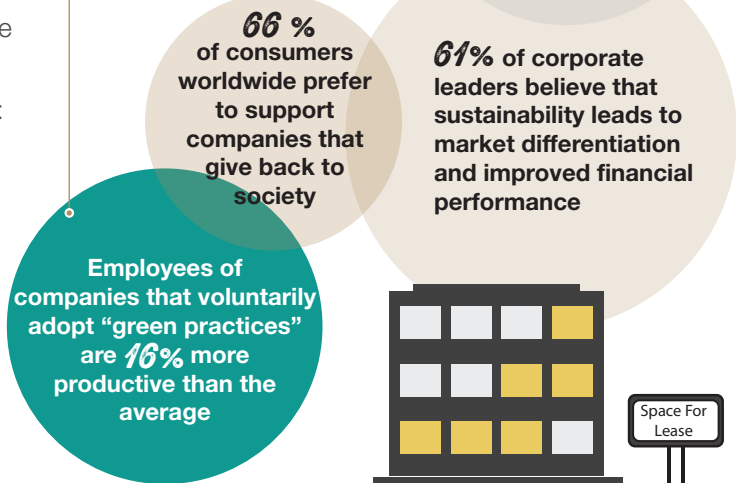 66 %
of consumers
worldwide prefer
to support
companies that
give back to
society
61% of corporate
leaders believe that
sustainability leads to
market differentiation
and improved financial
performance
Employees of
companies that voluntarily
adopt “green practices”
are 16% more
productive than the
average
Space For
Lease